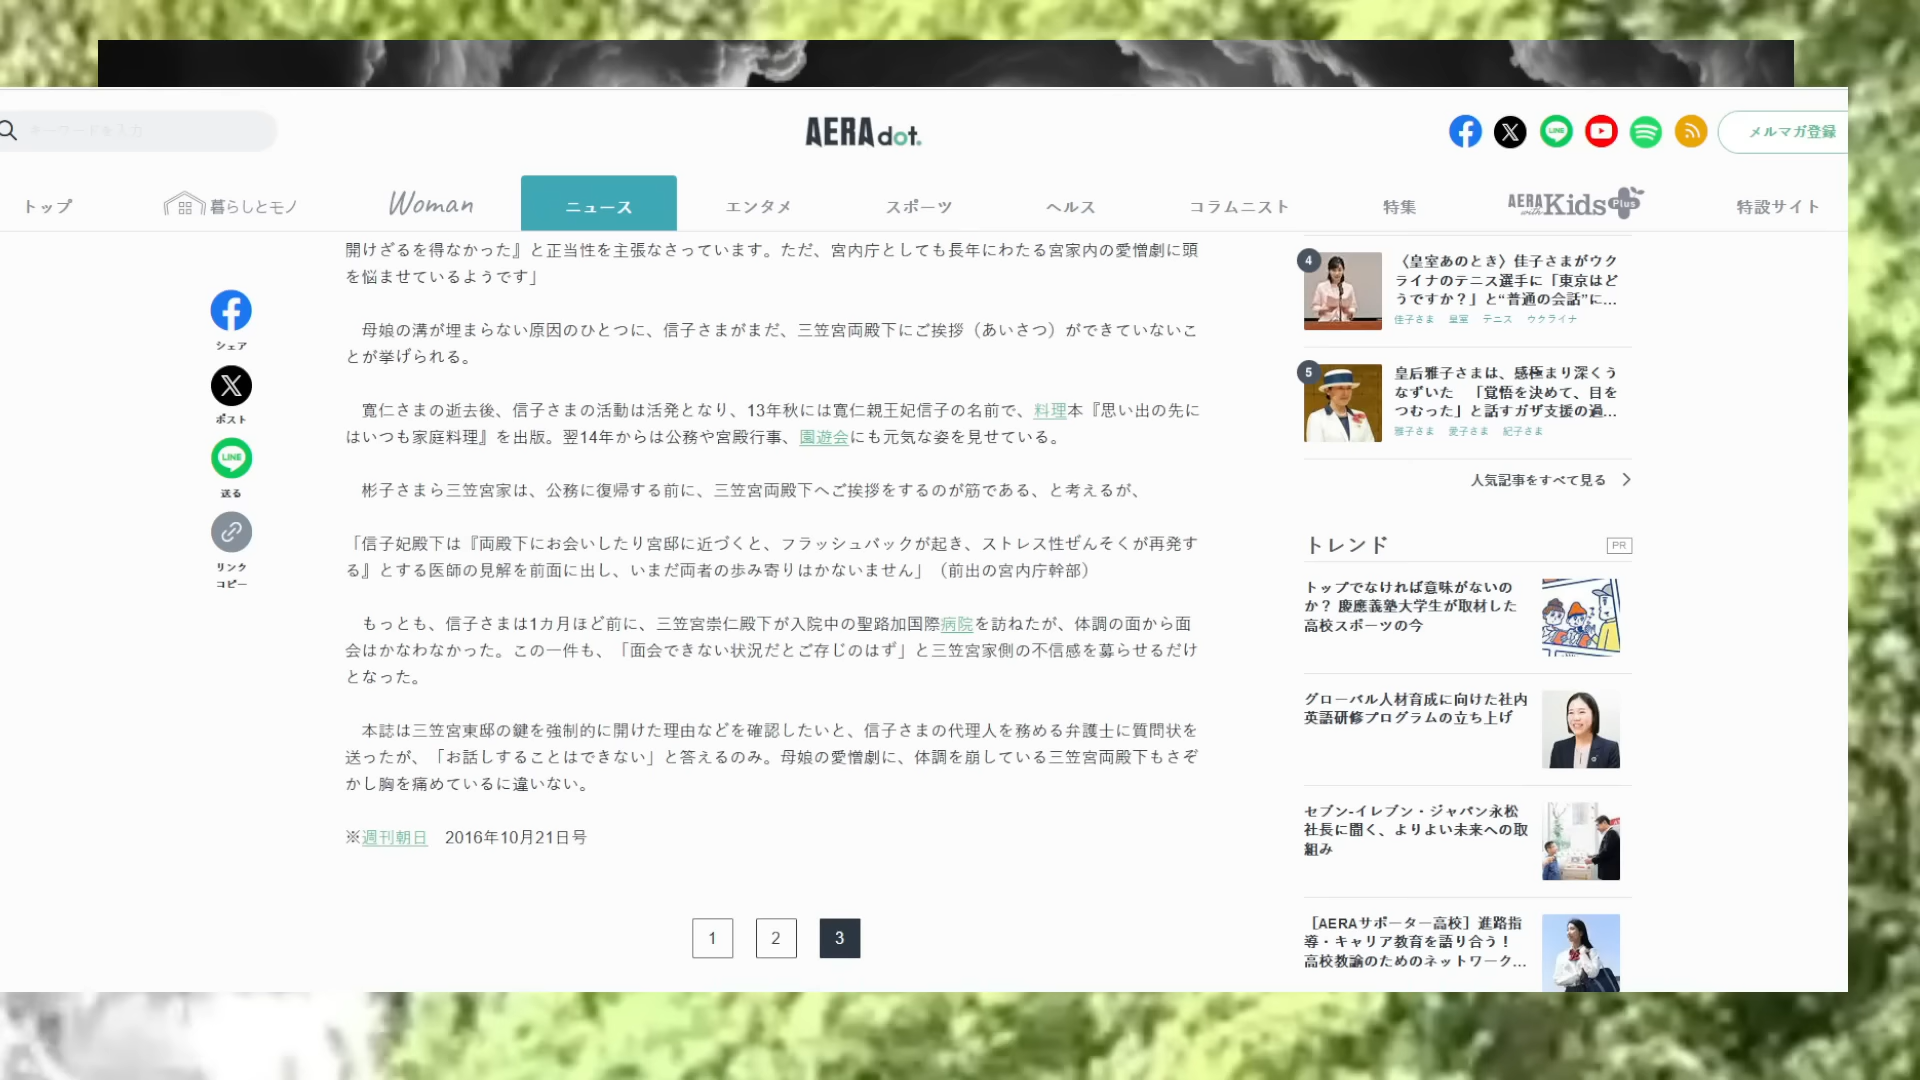 キーワードを入力
AERA dot.
LINE
メルマガ登録
トップ
暮らしとモノ
Woman
ニュース
エンタメ
スポーツ
ヘルス
コラムニスト
特集
AERA with Kids Plus
特設サイト
シェア
ポスト
LINE
送る
リンク
コピー
開けざるを得なかった』と正当性を主張なさっています。ただ、宮内庁としても長年にわたる宮家内の愛憎劇に頭
を悩ませているようです」
母娘の溝が埋まらない原因のひとつに、信子さまがまだ、三笠宮両殿下にご挨拶（あいさつ）ができていないこ
とが挙げられる。
寛仁さまの逝去後、信子さまの活動は活発となり、13年秋には寛仁親王妃信子の名前で、料理本『思い出の先に
はいつも家庭料理』を出版。翌14年からは公務や宮殿行事、園遊会にも元気な姿を見せている。
彬子さまら三笠宮家は、公務に復帰する前に、三笠宮両殿下へご挨拶をするのが筋である、と考えるが、
「信子妃殿下は『両殿下にお会いしたり宮邸に近づくと、フラッシュバックが起き、ストレス性ぜんそくが再発す
る』とする医師の見解を前面に出し、いまだ両者の歩み寄りはかないません」（前出の宮内庁幹部）
もっとも、信子さまは1カ月ほど前に、三笠宮崇仁殿下が入院中の聖路加国際病院を訪ねたが、体調の面から面
会はかなわなかった。この一件も、「面会できない状況だとご存じのはず」と三笠宮家側の不信感を募らせるだけ
となった。
本誌は三笠宮東邸の鍵を強制的に開けた理由などを確認したいと、信子さまの代理人を務める弁護士に質問状を
送ったが、「お話しすることはできない」と答えるのみ。母娘の愛憎劇に、体調を崩している三笠宮両殿下もさぞ
かし胸を痛めているに違いない。
※週刊朝日　2016年10月21日号
1
2
3
4
〈皇室あのとき〉佳子さまがウク
ライナのテニス選手に「東京はど
うですか？」と“普通の会話”に...
佳子さま　皇室　テニス　ウクライナ
5
皇后雅子さまは、感極まり深くう
なずいた　「覚悟を決めて、目を
つむった」と話すガザ支援の過...
雅子さま　愛子さま　紀子さま
人気記事をすべて見る
トレンド
PR
トップでなければ意味がないの
か？ 慶應義塾大学生が取材した
高校スポーツの今
グローバル人材育成に向けた社内
英語研修プログラムの立ち上げ
セブン-イレブン・ジャパン永松
社長に聞く、よりよい未来への取
組み
［AERAサポーター高校］進路指
導・キャリア教育を語り合う！
高校教諭のためのネットワーク...